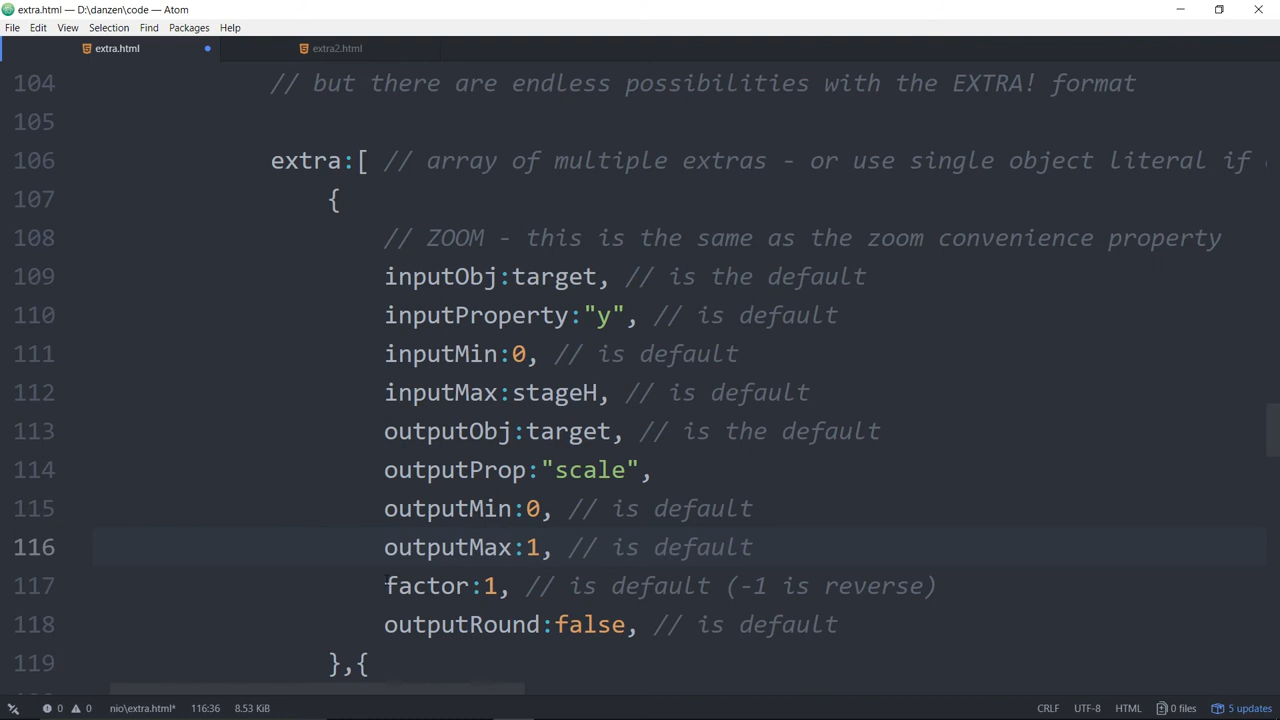 extra.html — D:\danzen\code — Atom
File Edit View Selection Find Packages Help
extra.html extra2.html
104 // but there are endless possibilities with the EXTRA! format
105
106 extra:[ // array of multiple extras - or use single object literal if
107 {
108 // ZOOM - this is the same as the zoom convenience property
109 inputObj:target, // is the default
110 inputProperty:"y", // is default
111 inputMin:0, // is default
112 inputMax:stageH, // is default
113 outputObj:target, // is the default
114 outputProp:"scale",
115 outputMin:0, // is default
116 outputMax:1, // is default
117 factor:1, // is default (-1 is reverse)
118 outputRound:false, // is default
119 },{
0 0 nio\extra.html* 116:36 8.53 KiB CRLF UTF-8 HTML 0 files 5 updates